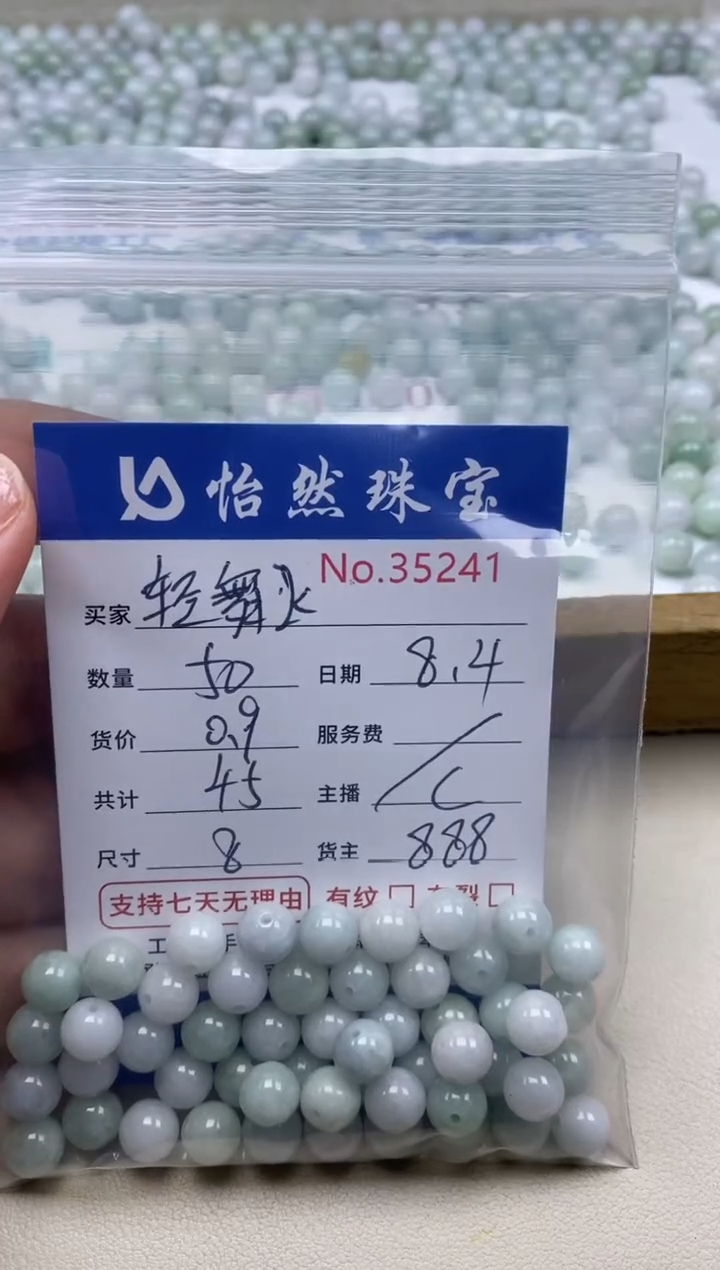 怡然珠宝
No.35241
买家 轻舞飞
数量 50 日期 8.4
货价 0.9 服务费 /
共计 45 主播 C
尺寸 8 货主 888
支持七天无理由 有纹 □ 有裂 □